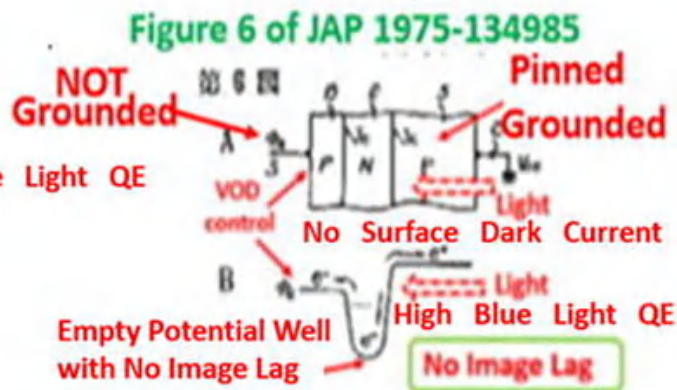 Figure 6 of JAP 1975-134985
NOT
Grounded
Pinned
Grounded
A
P N P
Light QE
VOD
control
Light
No Surface Dark Current
B
Light
High Blue Light QE
Empty Potential Well
with No Image Lag
No Image Lag